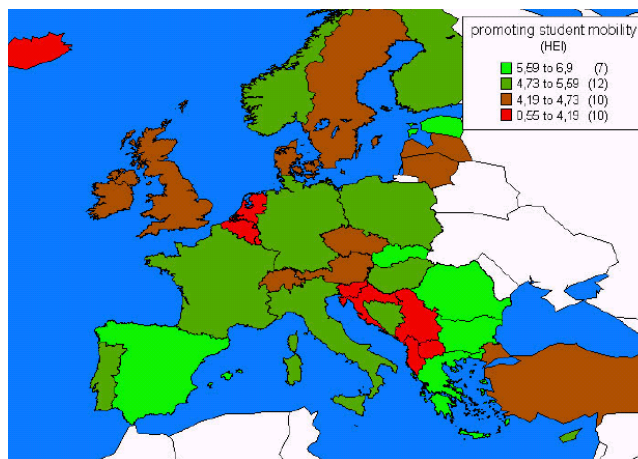 promoting student mobility
(HEI)
5,59 to 6,9 (7)
4,73 to 5,59 (12)
4,19 to 4,73 (10)
0,55 to 4,19 (10)